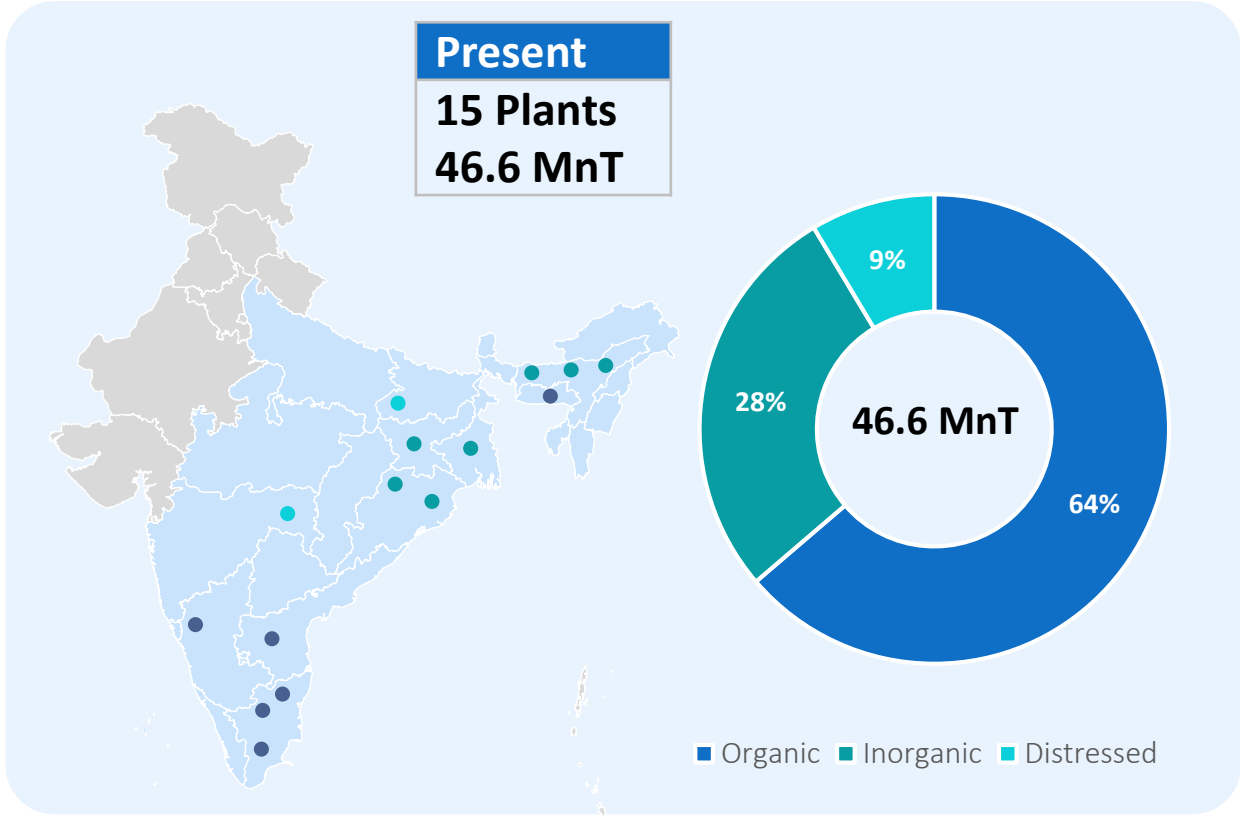 Present
15 Plants
46.6 MnT
9%
28%
46.6 MnT
64%
Organic Inorganic Distressed